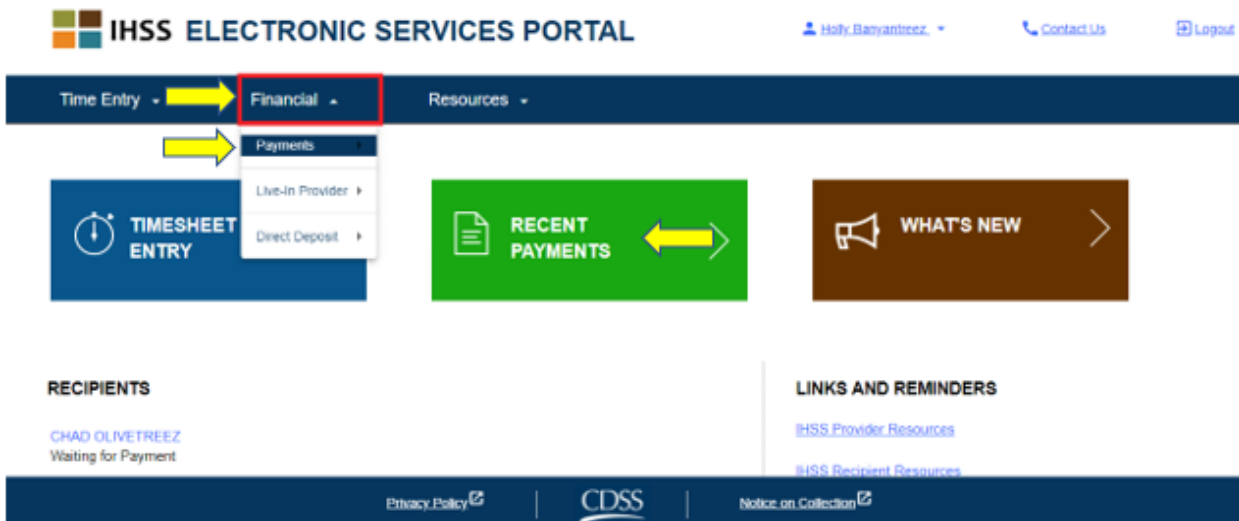 IHSS ELECTRONIC SERVICES PORTAL
Holly Banyantreez
Contact Us
Logout
Time Entry
Financial
Resources
Payments
Live-In Provider
Direct Deposit
TIMESHEET
ENTRY
RECENT
PAYMENTS
WHAT'S NEW
RECIPIENTS
CHAD OLIVETREEZ
Waiting for Payment
LINKS AND REMINDERS
IHSS Provider Resources
IHSS Recipient Resources
Privacy Policy
CDSS
Notice on Collection